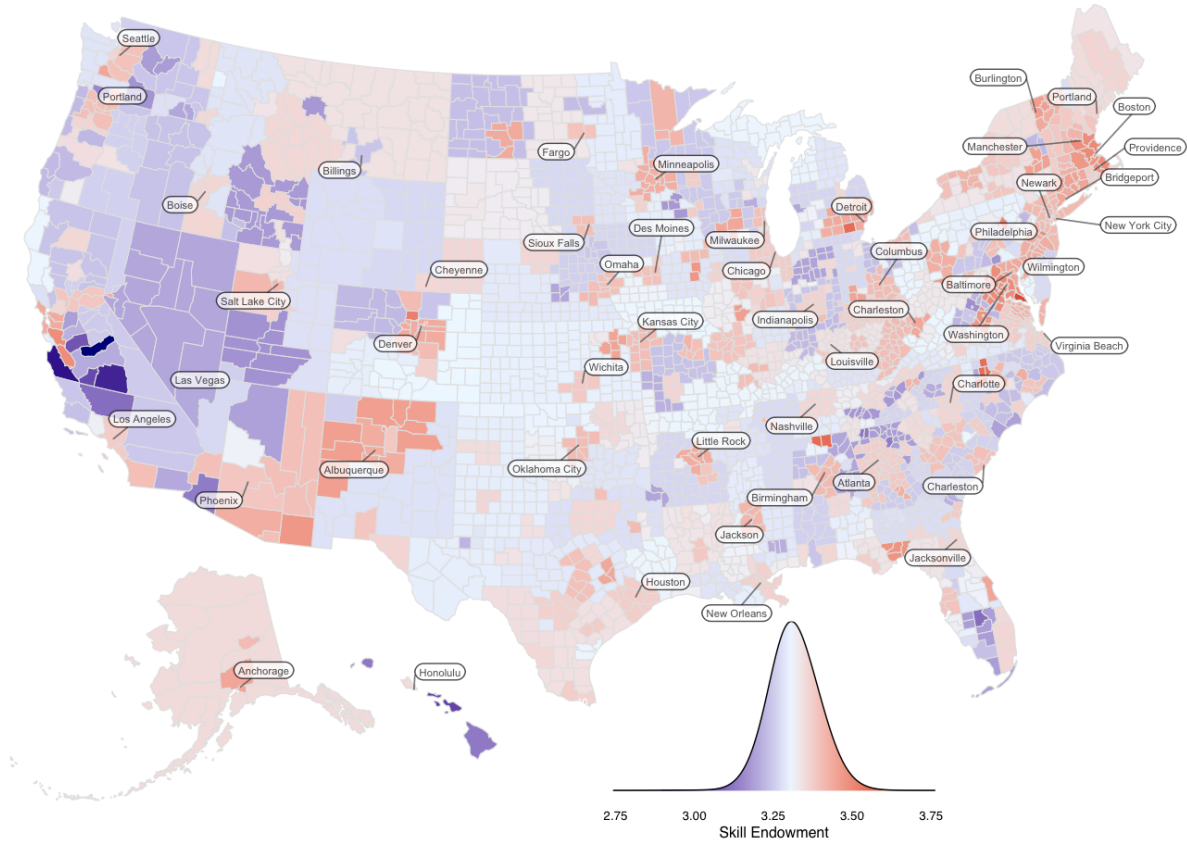 Seattle
Burlington
Portland
Portland
Boston
Manchester
Providence
Fargo
Minneapolis
Billings
Bridgeport
Newark
Boise
Detroit
New York City
Des Moines
Philadelphia
Sioux Falls
Milwaukee
Columbus
Omaha
Wilmington
Cheyenne
Chicago
Baltimore
Salt Lake City
Charleston
Kansas City
Indianapolis
Washington
Denver
Virginia Beach
Louisville
Wichita
Las Vegas
Charlotte
Los Angeles
Nashville
Little Rock
Oklahoma City
Albuquerque
Atlanta
Charleston
Phoenix
Birmingham
Jackson
Jacksonville
Houston
New Orleans
Anchorage
Honolulu
2.75 3.00 3.25 3.50 3.75
Skill Endowment